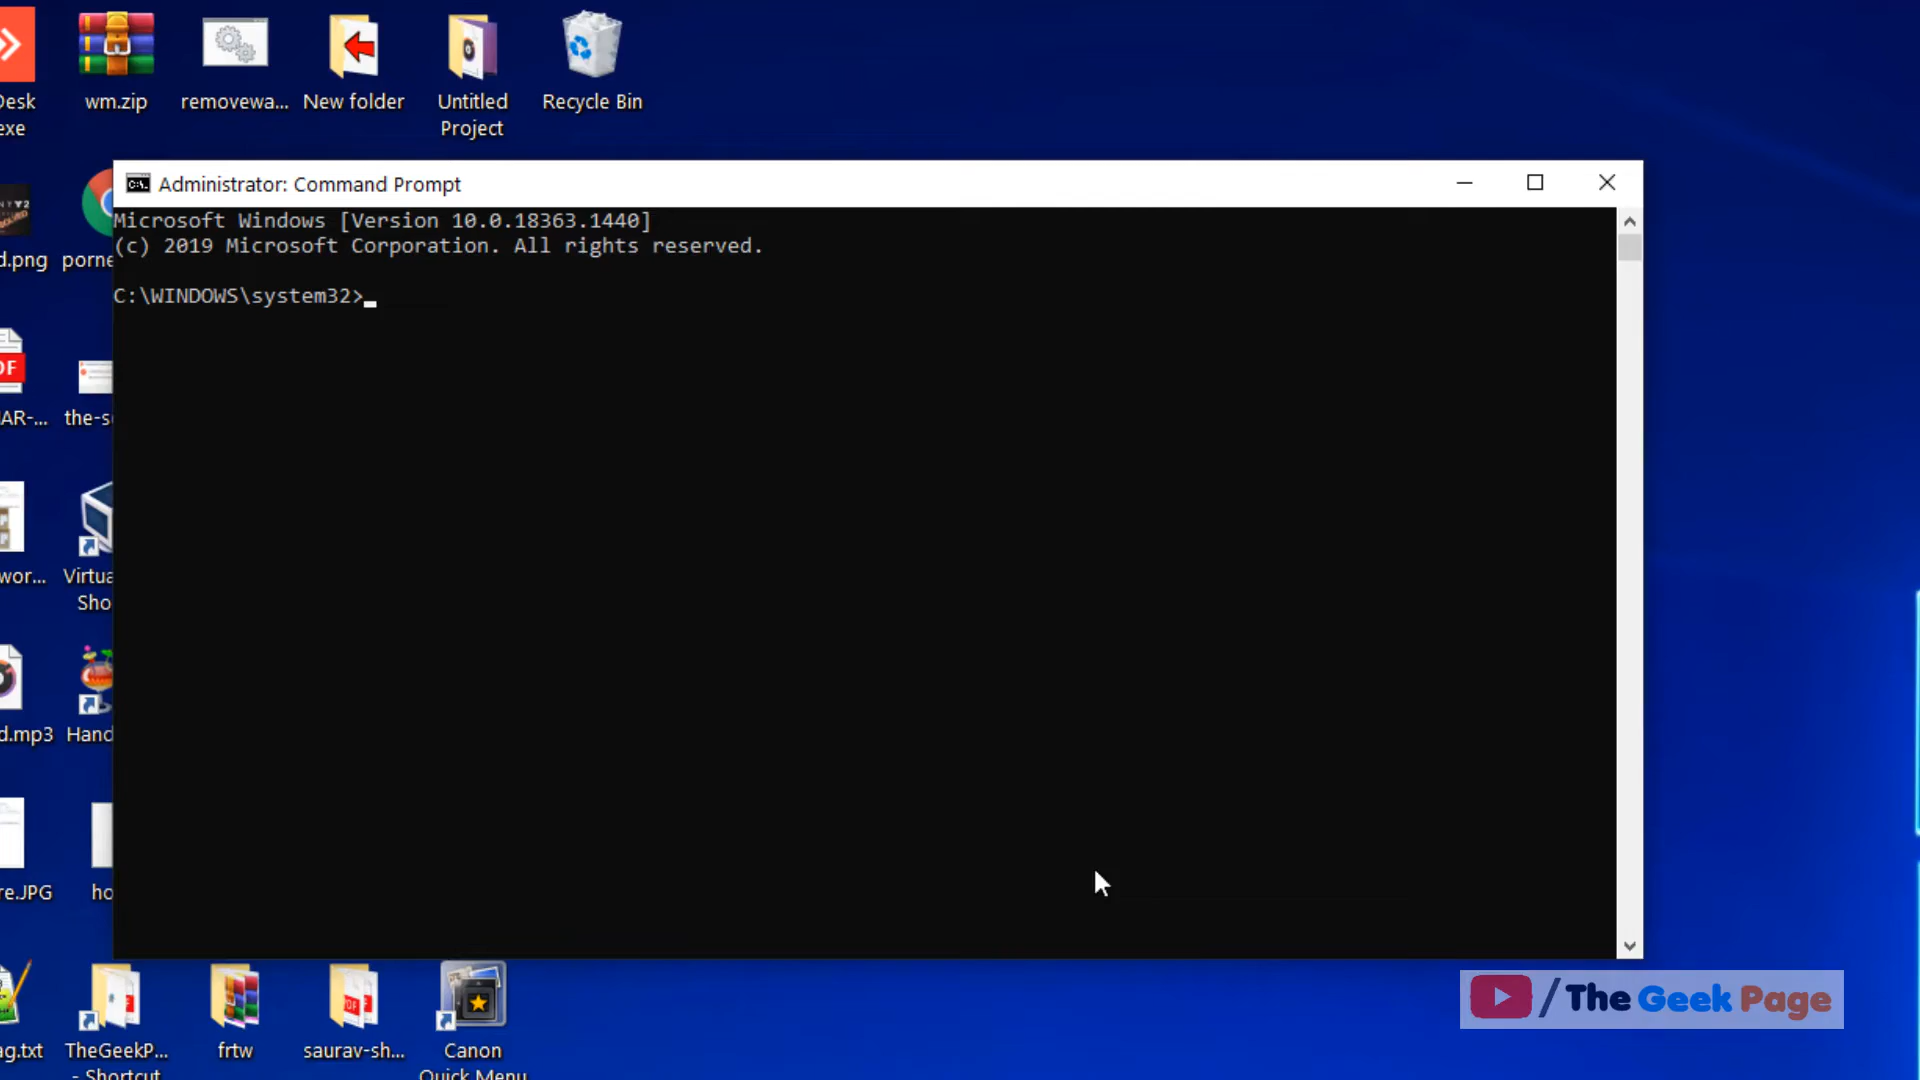 Desk
exe
wm.zip
removewa...
New folder
Untitled
Project
Recycle Bin
Administrator: Command Prompt
Microsoft Windows [Version 10.0.18363.1440]
(c) 2019 Microsoft Corporation. All rights reserved.
C:\WINDOWS\system32>
d.png
porne
AR-...
the-s
wor...
Virtua
Sho
d.mp3
Hand
re.JPG
ho
ag.txt
TheGeekP...
- Shortcut
frtw
saurav-sh...
Canon
Quick Menu
/The Geek Page